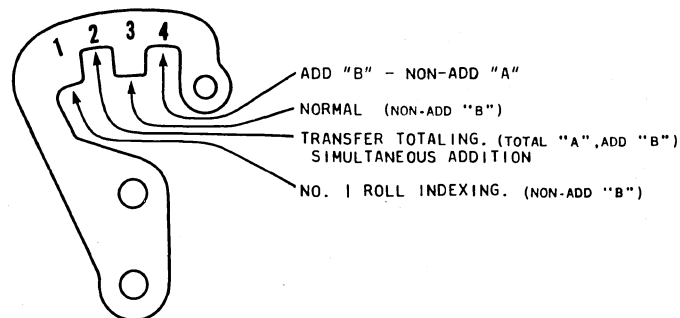 1 2 3 4
ADD "B" - NON-ADD "A"
NORMAL (NON-ADD "B")
TRANSFER TOTALING. (TOTAL "A", ADD "B")
SIMULTANEOUS ADDITION
NO. 1 ROLL INDEXING. (NON-ADD "B")